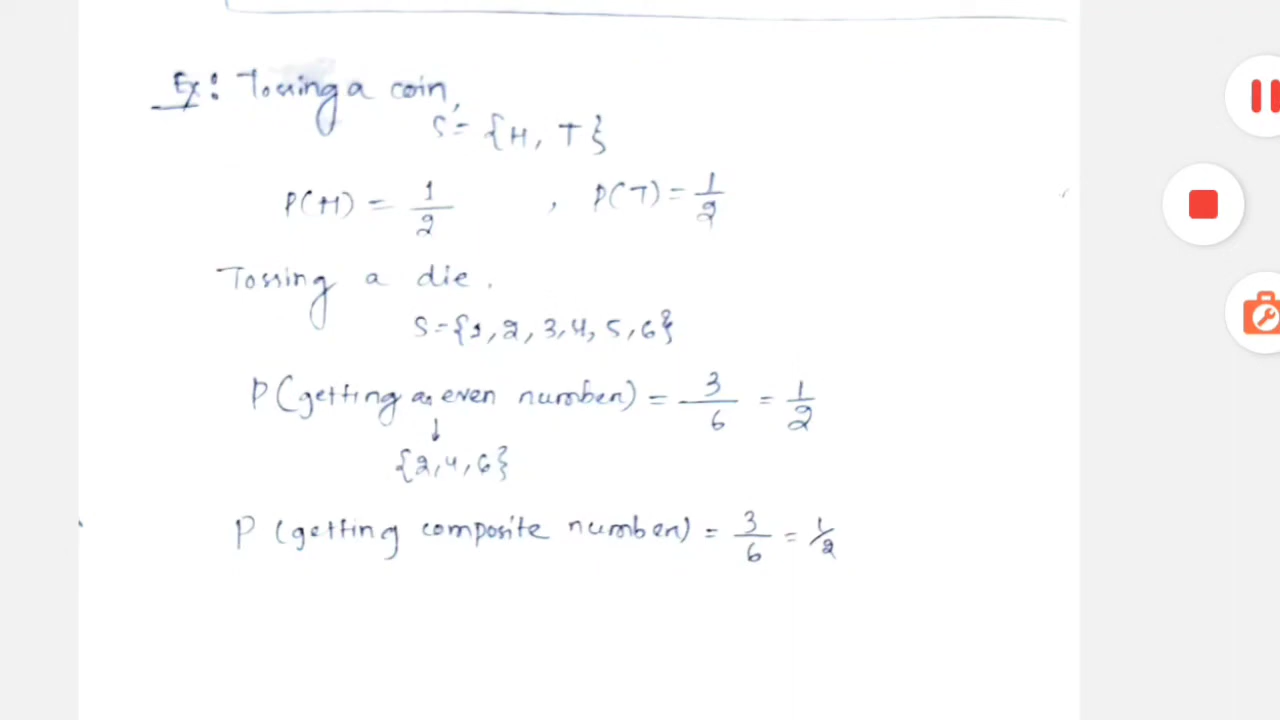 Ex: Tossing a coin,
S = {H, T}
P(H) = 1/2 , P(T) = 1/2
Tossing a die.
S = {1, 2, 3, 4, 5, 6}
P(getting an even number) = 3/6 = 1/2
↓
{2, 4, 6}
P (getting composite number) = 3/6 = 1/2